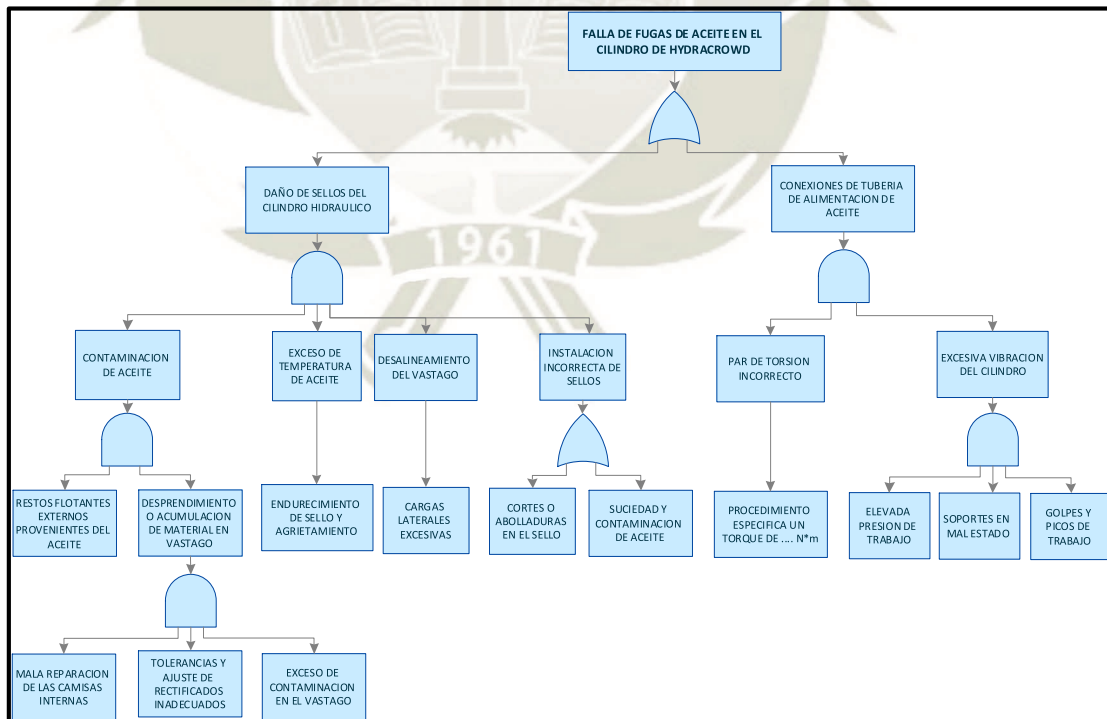 FALLA DE FUGAS DE ACEITE EN EL
CILINDRO DE HYDRACROWD
DAÑO DE SELLOS DEL
CILINDRO HIDRAULICO
CONEXIONES DE TUBERIA
DE ALIMENTACION DE
ACEITE
1961
CONTAMINACION
DE ACEITE
EXCESO DE
TEMPERATURA
DE ACEITE
DESALINEAMIENTO
DEL VASTAGO
INSTALACION
INCORRECTA DE
SELLOS
PAR DE TORSION
INCORRECTO
EXCESIVA VIBRACION
DEL CILINDRO
RESTOS FLOTANTES
EXTERNOS
PROVENIENTES DEL
ACEITE
DESPRENDIMIENTO
O ACUMULACION
DE MATERIAL EN
VASTAGO
ENDURECIMIENTO
DE SELLO Y
AGRIETAMIENTO
CARGAS
LATERALES
EXCESIVAS
CORTES O
ABOLLADURAS
EN EL SELLO
SUCIEDAD Y
CONTAMINACION
DE ACEITE
PROCEDIMIENTO
ESPECIFICA UN
TORQUE DE .... N*m
ELEVADA
PRESION DE
TRABAJO
SOPORTES EN
MAL ESTADO
GOLPES Y
PICOS DE
TRABAJO
MALA REPARACION
DE LAS CAMISAS
INTERNAS
TOLERANCIAS Y
AJUSTE DE
RECTIFICADOS
INADECUADOS
EXCESO DE
CONTAMINACION
EN EL VASTAGO